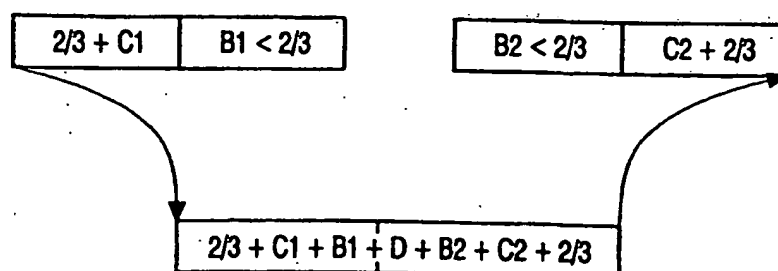 2/3 + C1 B1 < 2/3 B2 < 2/3 C2 + 2/3
2/3 + C1 + B1 + D + B2 + C2 + 2/3